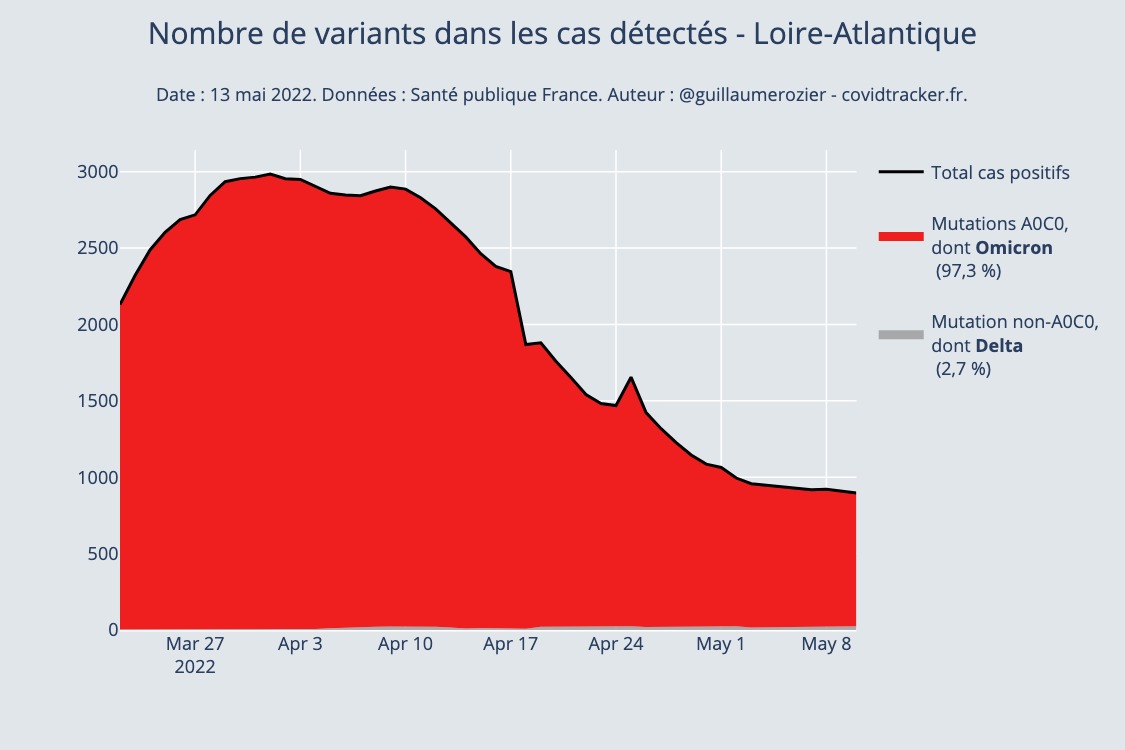 Nombre de variants dans les cas détectés - Loire-Atlantique
Date : 13 mai 2022. Données : Santé publique France. Auteur : @guillaumerozier - covidtracker.fr.
3000
2500
2000
1500
1000
500
0
Mar 27
2022
Apr 3
Apr 10
Apr 17
Apr 24
May 1
May 8
Total cas positifs
Mutations A0C0,
dont Omicron
(97,3 %)
Mutation non-A0C0,
dont Delta
(2,7 %)